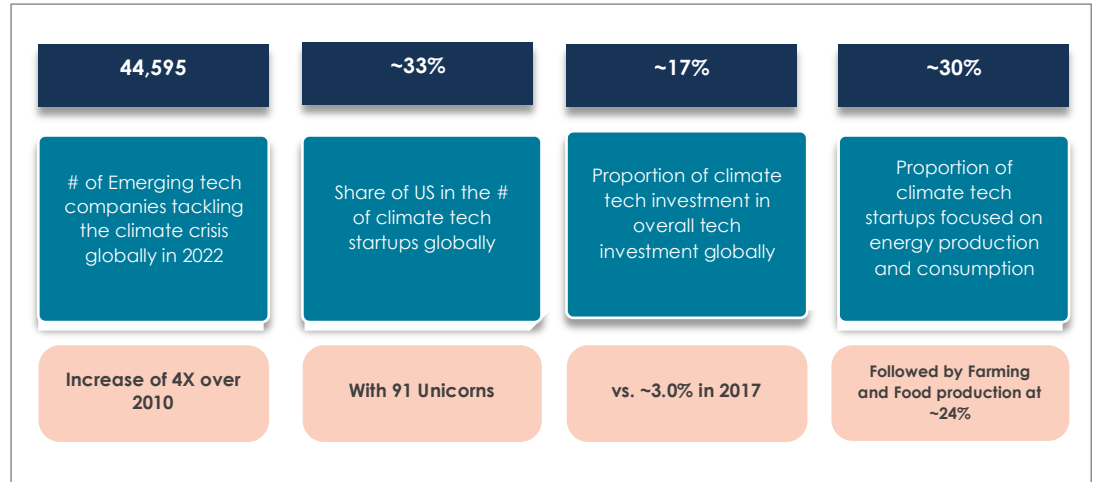 44,595
# of Emerging tech
companies tackling
the climate crisis
globally in 2022
Increase of 4X over
2010
~33%
Share of US in the #
of climate tech
startups globally
With 91 Unicorns
~17%
Proportion of climate
tech investment in
overall tech
investment globally
vs. ~3.0% in 2017
~30%
Proportion of
climate tech
startups focused on
energy production
and consumption
Followed by Farming
and Food production at
~24%